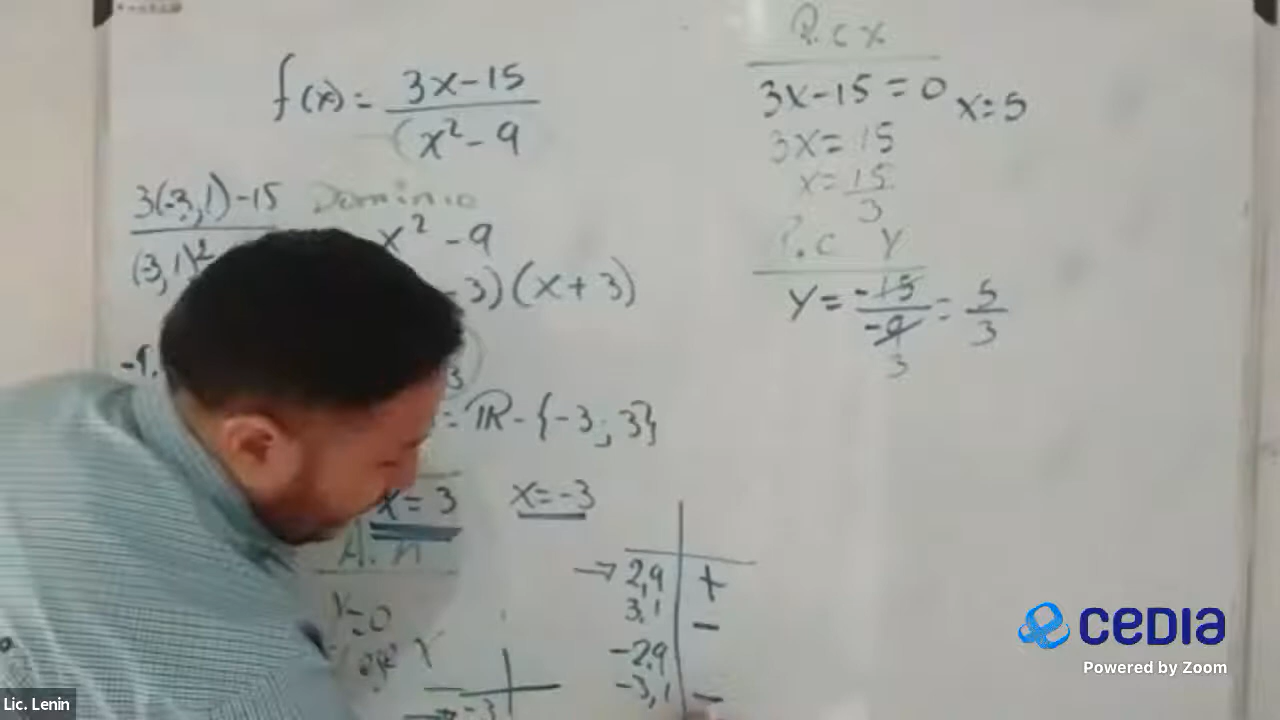 f(x) = 3x-15 / (x² - 9
3(-3,1) -15
(-3,1)²
Dominio
x² - 9
-3)(x+3)
3
= ℝ - {-3; 3}
x = 3
x = -3
A.H
Y = 0
Y
-3
2,9 +
3,1 -
-2,9
-3,1 -
P.c x
3x-15 = 0 x=5
3x = 15
x = 15/3
P.c Y
Y = -15/-9 = 5/3
3
CEDIA
Powered by Zoom
Lic. Lenin